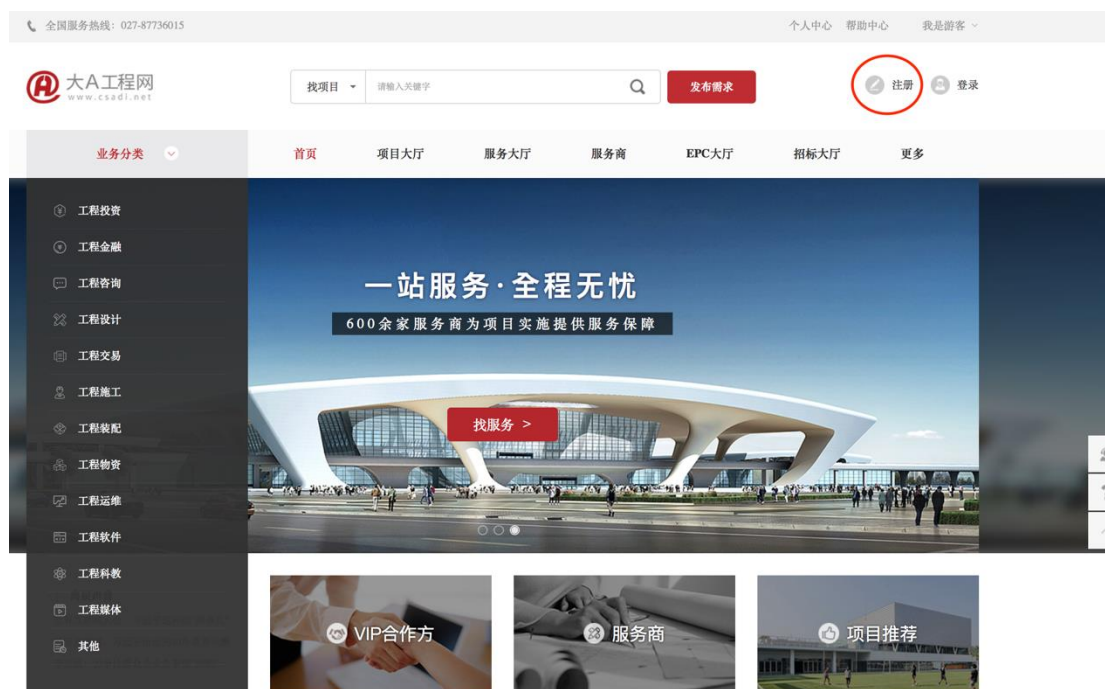 全国服务热线：027-87736015
个人中心 帮助中心 我是游客
大A工程网
www.csadi.net
找项目 请输入关键字 发布需求
注册 登录
业务分类 首页 项目大厅 服务大厅 服务商 EPC大厅 招标大厅 更多
工程投资
工程金融
工程咨询
工程设计
工程交易
工程施工
工程装配
工程物资
工程运维
工程软件
工程科教
工程媒体
其他
一站服务·全程无忧
600余家服务商为项目实施提供服务保障
找服务 >
VIP合作方
服务商
项目推荐